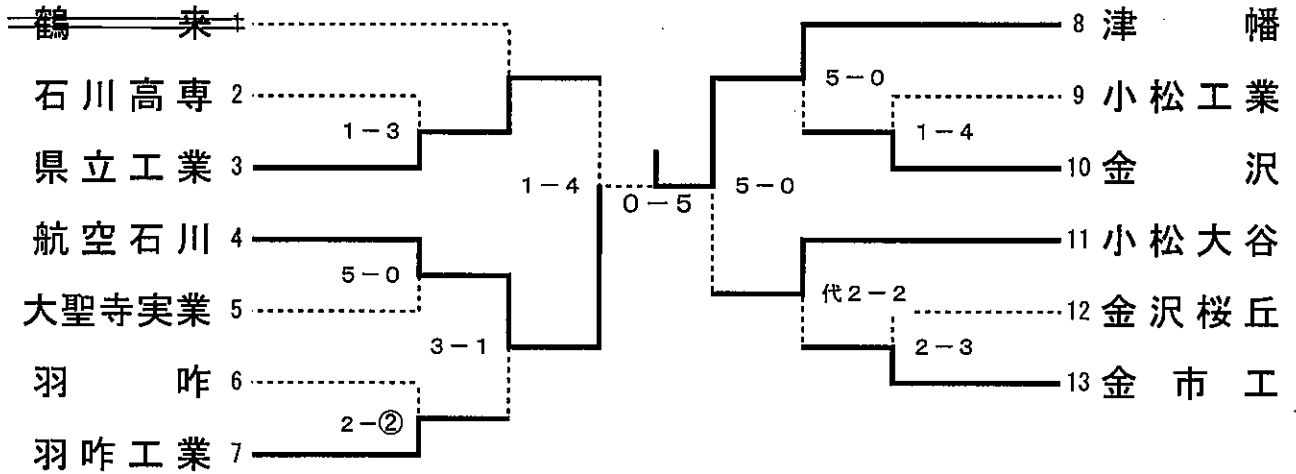 鶴来 1
石川高専 2
1-3
県立工業 3
1-4
航空石川 4
5-0
大聖寺実業 5
3-1
羽咋 6
2-②
羽咋工業 7
0-5
8 津幡
5-0
9 小松工業
1-4
10 金沢
5-0
11 小松大谷
代2-2
12 金沢桜丘
2-3
13 金市工